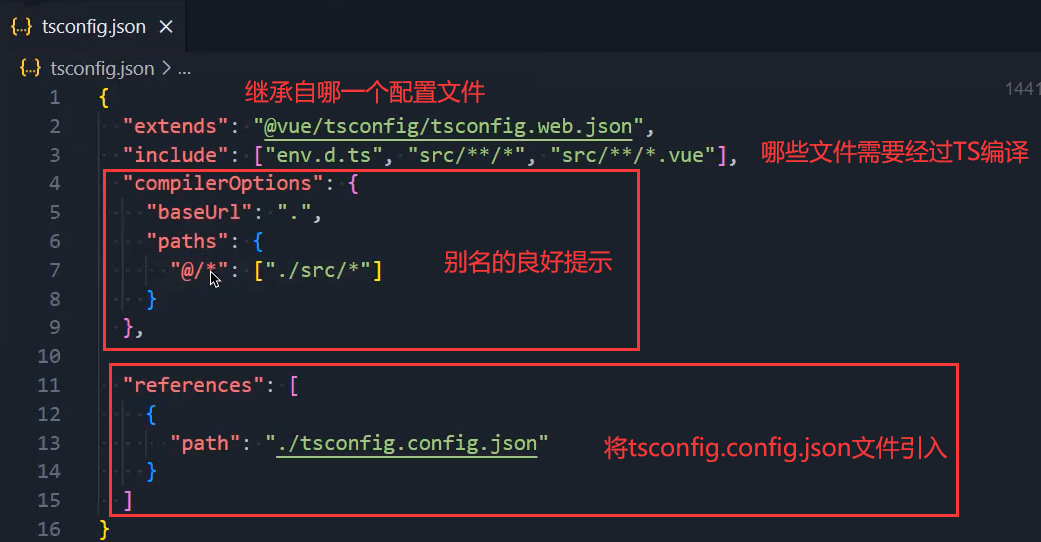 {..} tsconfig.json ×
{..} tsconfig.json > ...
继承自哪一个配置文件
1441
1 {
2 "extends": "@vue/tsconfig/tsconfig.web.json",
3 "include": ["env.d.ts", "src/**/*", "src/**/*.vue"], 哪些文件需要经过TS编译
4 "compilerOptions": {
5 "baseUrl": ".",
6 "paths": {
7 "@/*": ["./src/*"] 别名的良好提示
8 }
9 },
10
11 "references": [
12 {
13 "path": "./tsconfig.config.json" 将tsconfig.config.json文件引入
14 }
15 ]
16 }